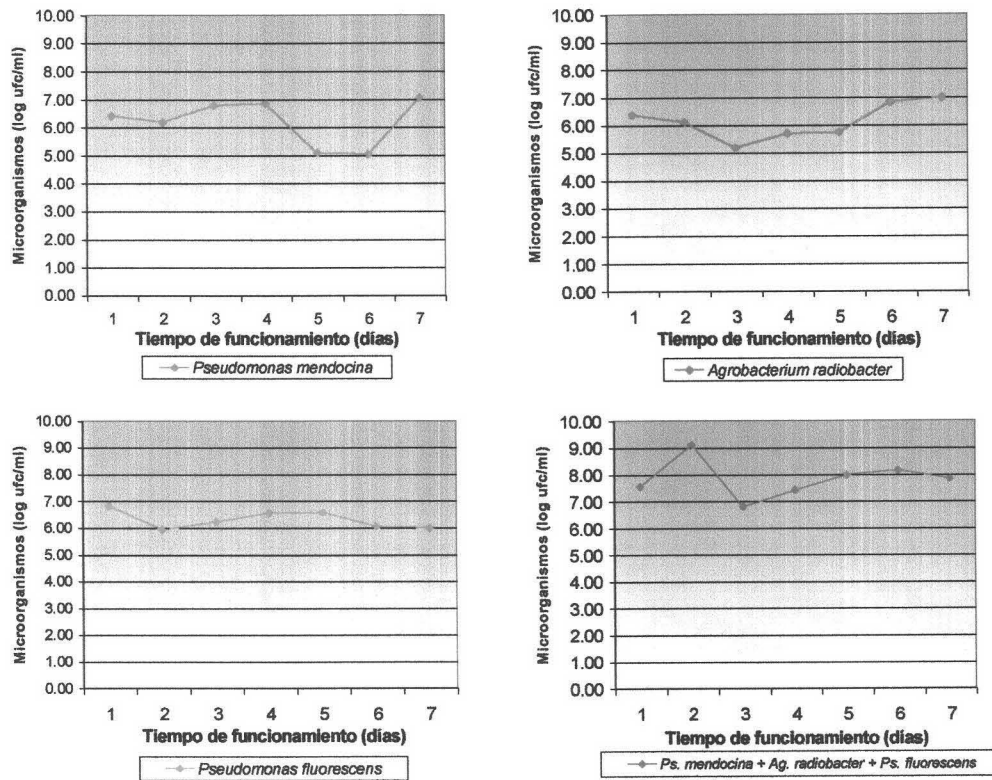 Microorganismos (log ufc/ml)
10.00
9.00
8.00
7.00
6.00
5.00
4.00
3.00
2.00
1.00
0.00
1 2 3 4 5 6 7
Tiempo de funcionamiento (días)
Pseudomonas mendocina
Microorganismos (log ufc/ml)
10.00
9.00
8.00
7.00
6.00
5.00
4.00
3.00
2.00
1.00
0.00
1 2 3 4 5 6 7
Tiempo de funcionamiento (días)
Agrobacterium radiobacter
Microorganismos (log ufc/ml)
10.00
9.00
8.00
7.00
6.00
5.00
4.00
3.00
2.00
1.00
0.00
1 2 3 4 5 6 7
Tiempo de funcionamiento (días)
Pseudomonas fluorescens
Microorganismos (log ufc/ml)
10.00
9.00
8.00
7.00
6.00
5.00
4.00
3.00
2.00
1.00
0.00
1 2 3 4 5 6 7
Tiempo de funcionamiento (días)
Ps. mendocina + Ag. radiobacter + Ps. fluorescens